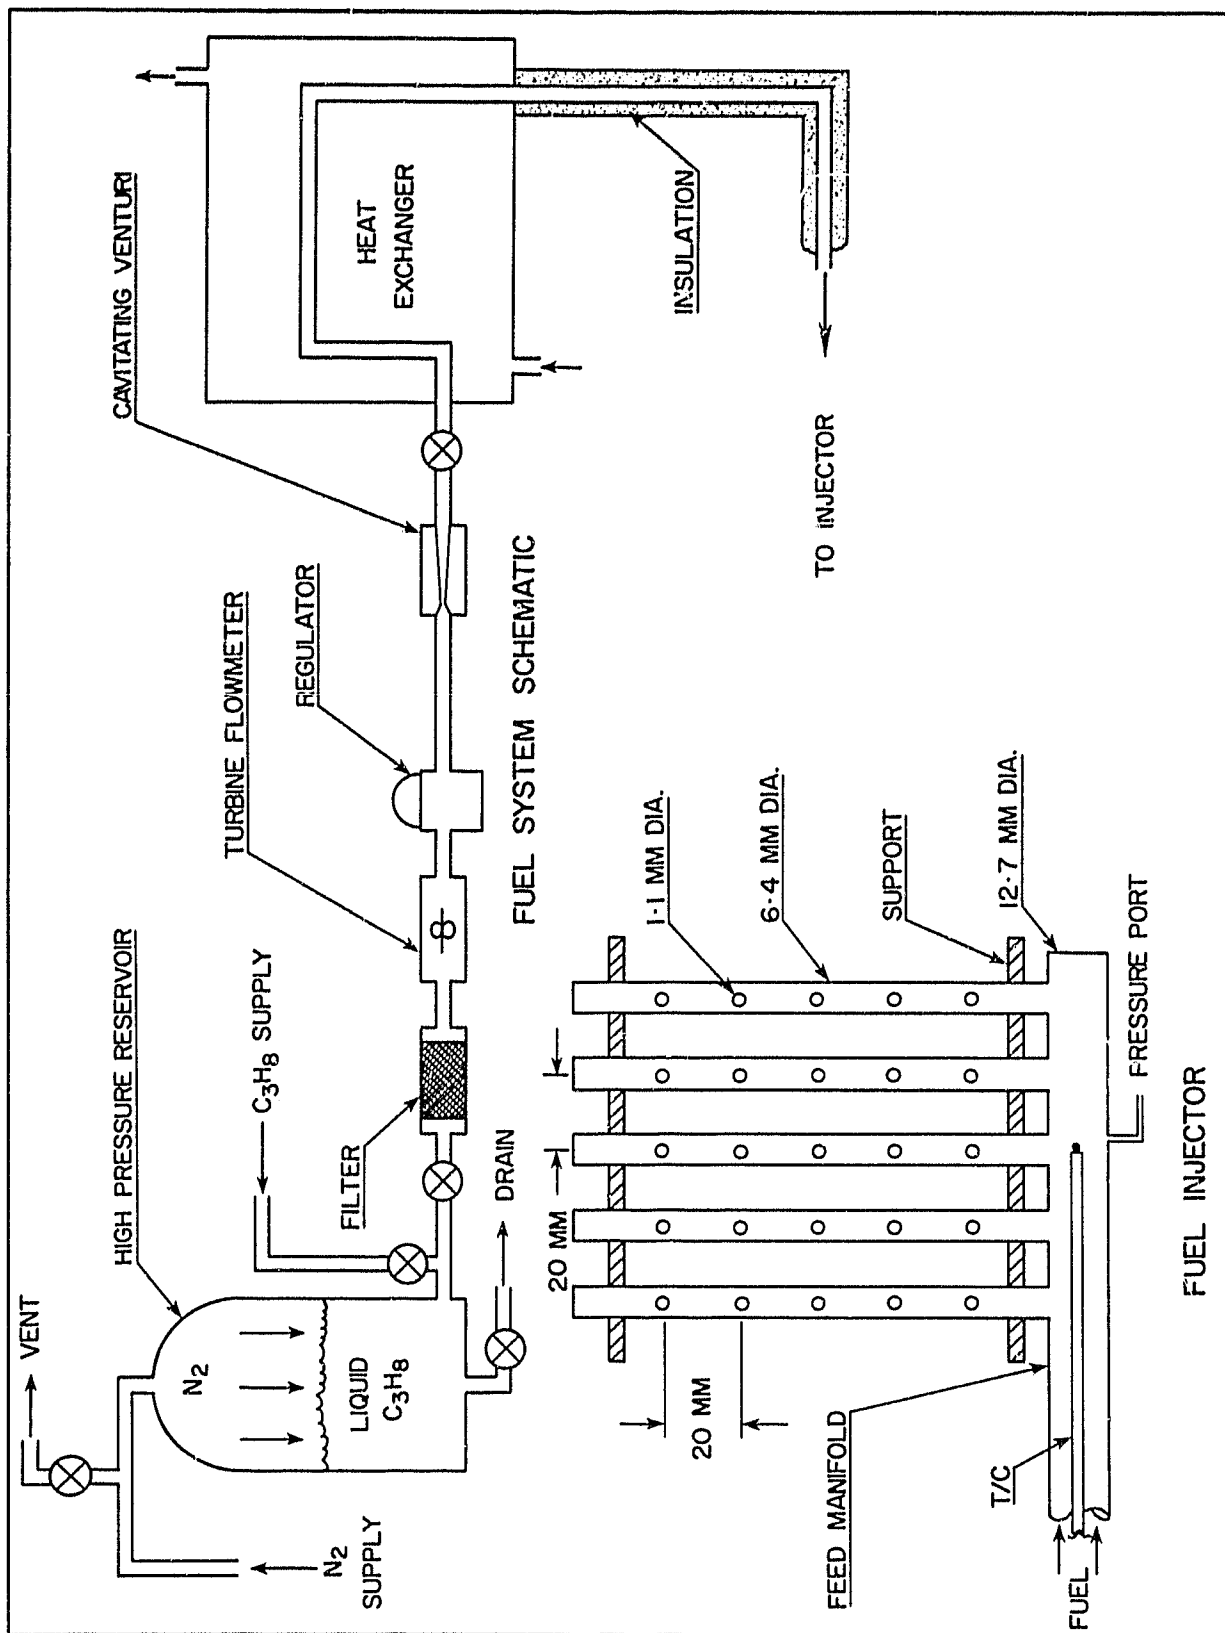 VENT
N₂
SUPPLY
HIGH PRESSURE RESERVOIR
N₂
LIQUID
C₃H₈
DRAIN
C₃H₈ SUPPLY
FILTER
TURBINE FLOWMETER
REGULATOR
CAVITATING VENTURI
HEAT
EXCHANGER
INSULATION
TO INJECTOR
FUEL SYSTEM SCHEMATIC
20 MM
20 MM
1·1 MM DIA.
6·4 MM DIA.
SUPPORT
12·7 MM DIA.
FEED MANIFOLD
T/C
FUEL
PRESSURE PORT
FUEL INJECTOR